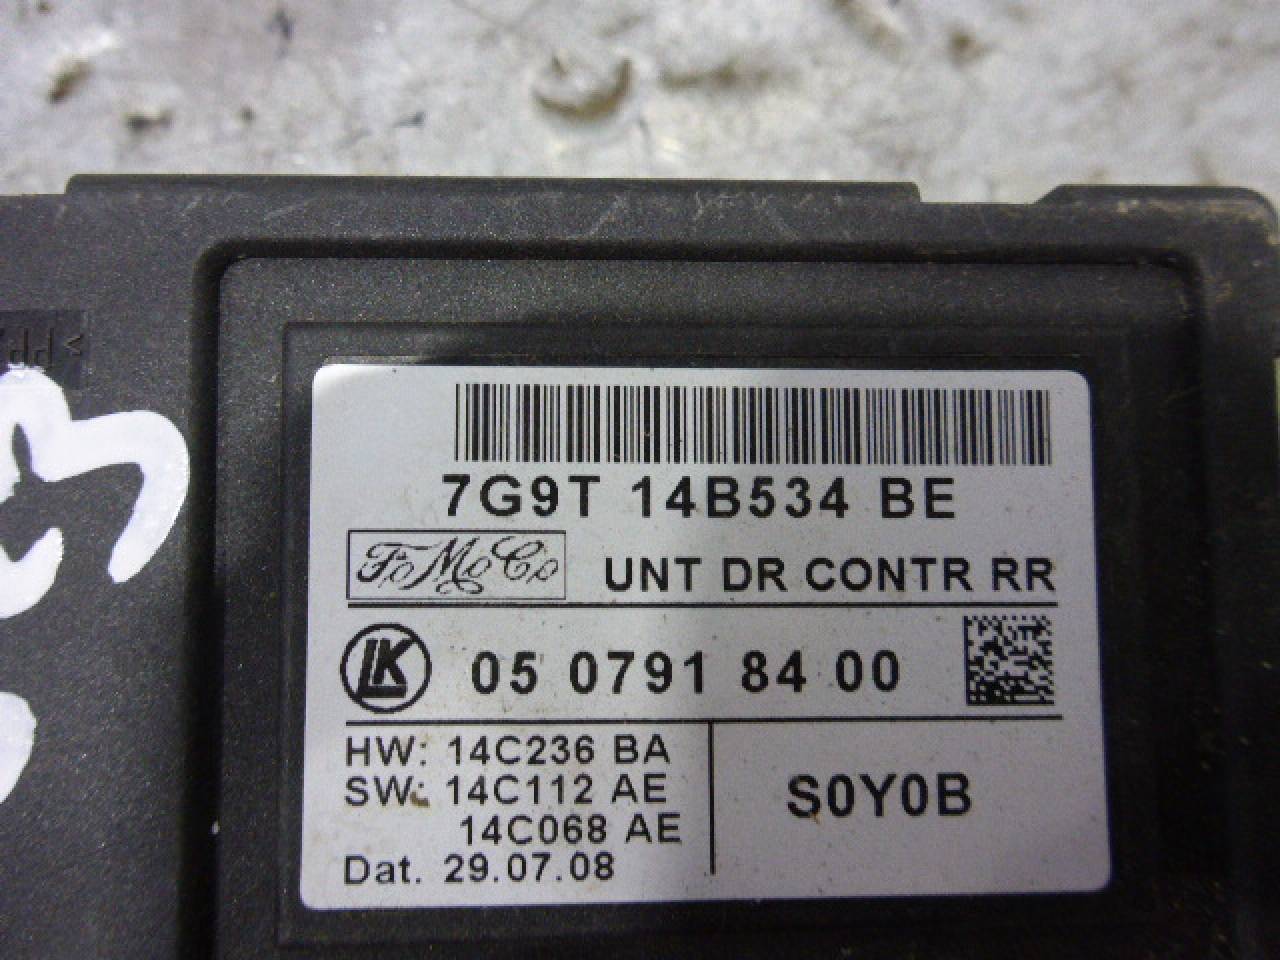 7G9T 14B534 BE
FoMoCo UNT DR CONTR RR
LK 05 0791 84 00
HW: 14C236 BA
SW: 14C112 AE
14C068 AE
Dat. 29.07.08
S0Y0B